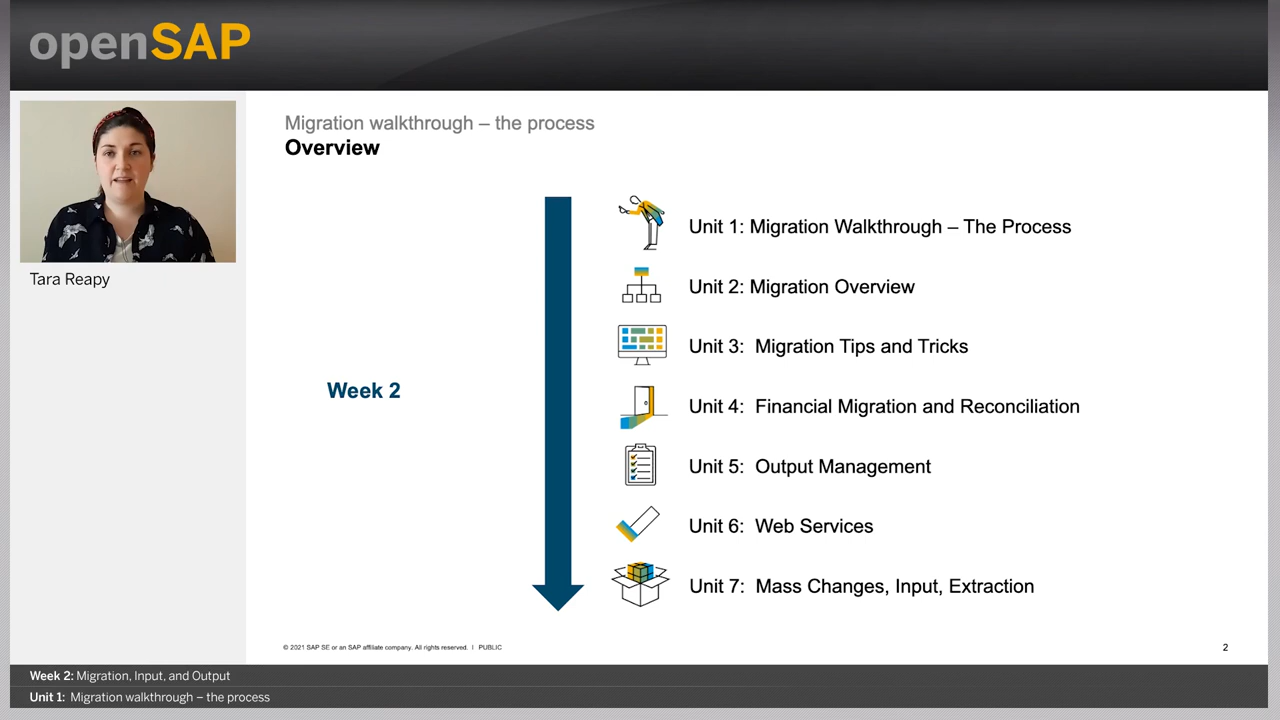 openSAP
Migration walkthrough – the process
Overview
Tara Reapy
Week 2
Unit 1: Migration Walkthrough – The Process
Unit 2: Migration Overview
Unit 3: Migration Tips and Tricks
Unit 4: Financial Migration and Reconciliation
Unit 5: Output Management
Unit 6: Web Services
Unit 7: Mass Changes, Input, Extraction
© 2021 SAP SE or an SAP affiliate company. All rights reserved. | PUBLIC
2
Week 2: Migration, Input, and Output
Unit 1: Migration walkthrough – the process